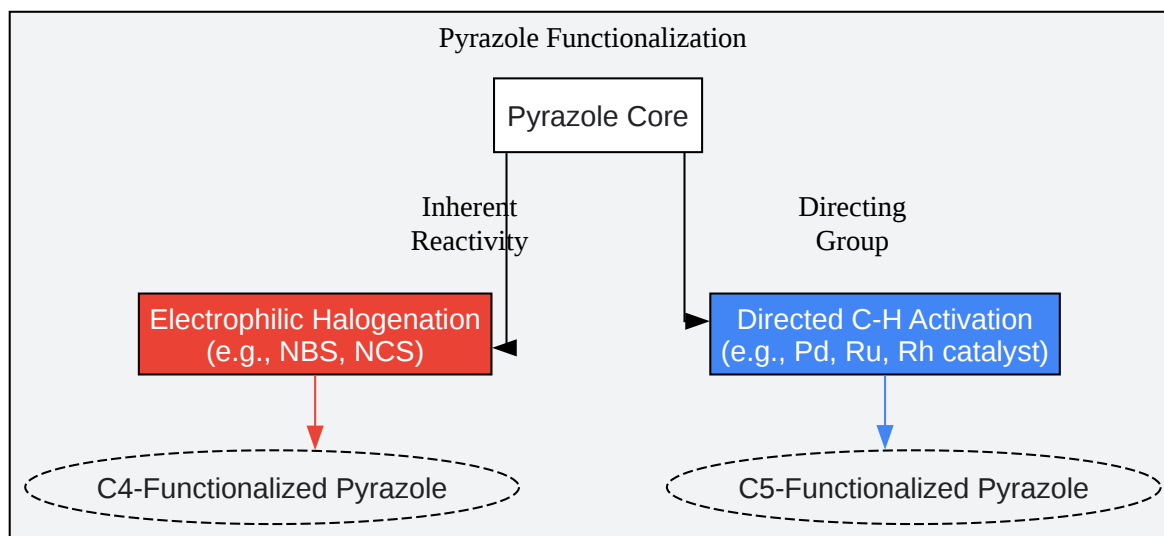 Pyrazole Functionalization
Pyrazole Core
Inherent
Reactivity
Directing
Group
Electrophilic Halogenation
(e.g., NBS, NCS)
Directed C-H Activation
(e.g., Pd, Ru, Rh catalyst)
C4-Functionalized Pyrazole
C5-Functionalized Pyrazole